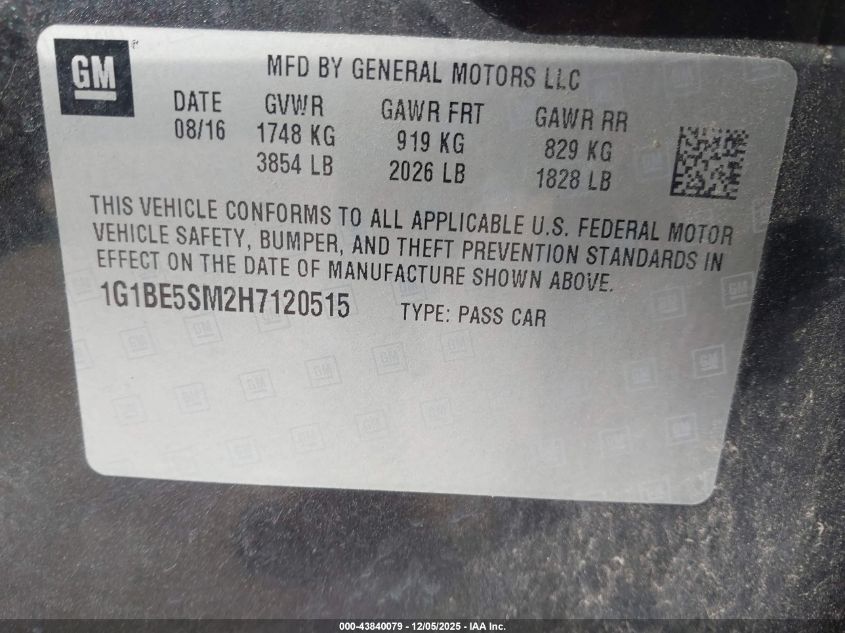 GM
MFD BY GENERAL MOTORS LLC
DATE GVWR GAWR FRT GAWR RR
08/16 1748 KG 919 KG 829 KG
3854 LB 2026 LB 1828 LB
THIS VEHICLE CONFORMS TO ALL APPLICABLE U.S. FEDERAL MOTOR
VEHICLE SAFETY, BUMPER, AND THEFT PREVENTION STANDARDS IN
EFFECT ON THE DATE OF MANUFACTURE SHOWN ABOVE.
1G1BE5SM2H7120515 TYPE: PASS CAR
000-43840079 - 12/05/2025 - IAA Inc.